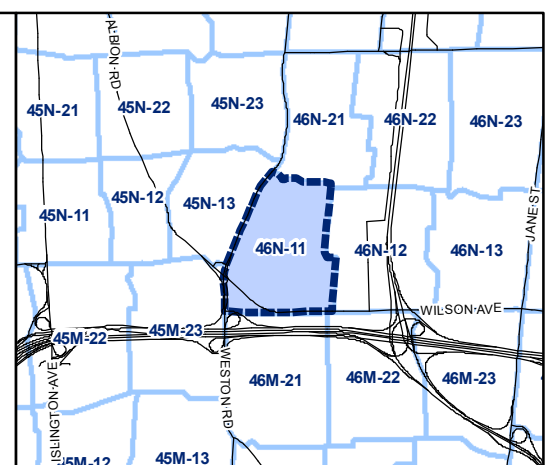 ALBION RD
45N-21
45N-22
45N-23
46N-21
46N-22
46N-23
45N-11
45N-12
45N-13
46N-11
46N-12
46N-13
JANE ST
WILSON AVE
45M-22
45M-23
46M-21
46M-22
46M-23
WESTON RD
ISLINGTON AVE
45M-13